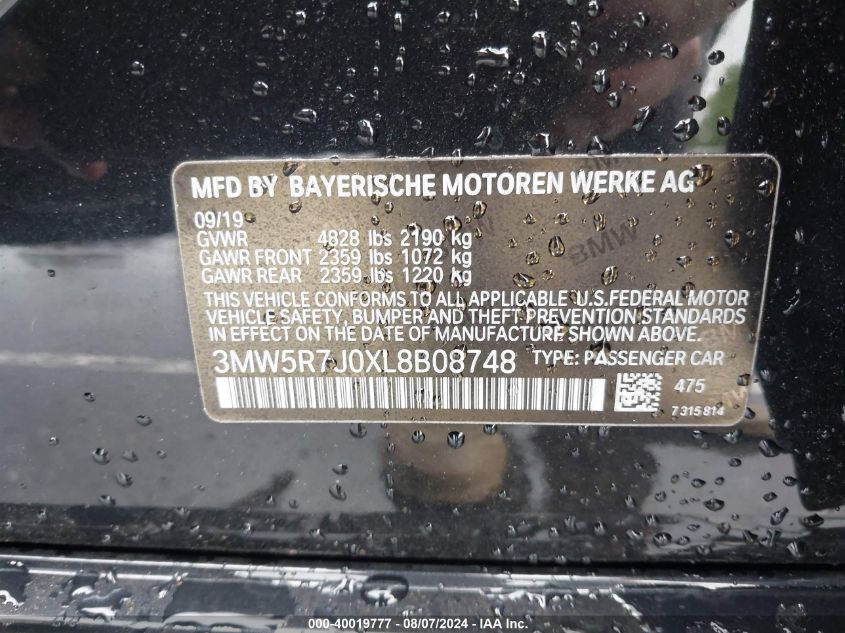 MFD BY BAYERISCHE MOTOREN WERKE AG
09/19
GVWR 4828 lbs 2190 kg
GAWR FRONT 2359 lbs 1072 kg
GAWR REAR 2359 lbs 1220 kg
THIS VEHICLE CONFORMS TO ALL APPLICABLE U.S.FEDERAL MOTOR
VEHICLE SAFETY, BUMPER AND THEFT PREVENTION STANDARDS
IN EFFECT ON THE DATE OF MANUFACTURE SHOWN ABOVE.
3MW5R7J0XL8B08748 TYPE: PASSENGER CAR
475
7 315 814
BMW
000-40019777 - 08/07/2024 - IAA Inc.